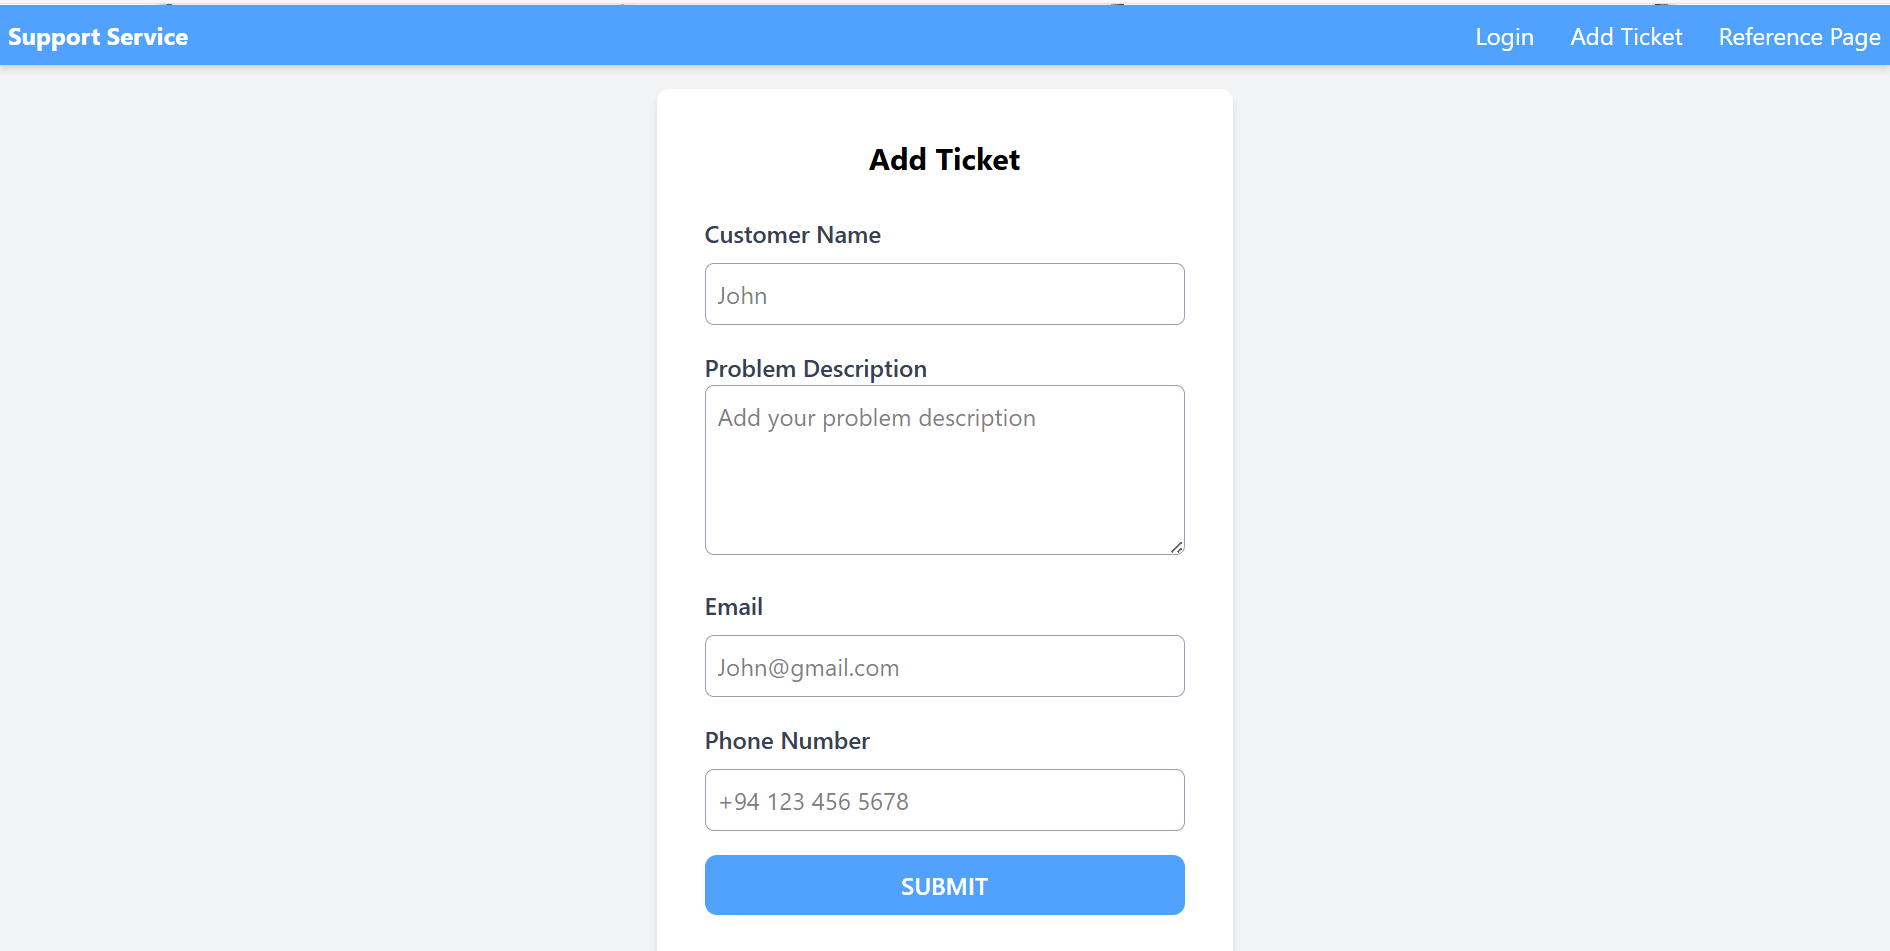 Support Service
Login Add Ticket Reference Page
Add Ticket
Customer Name
John
Problem Description
Add your problem description
Email
John@gmail.com
Phone Number
+94 123 456 5678
SUBMIT